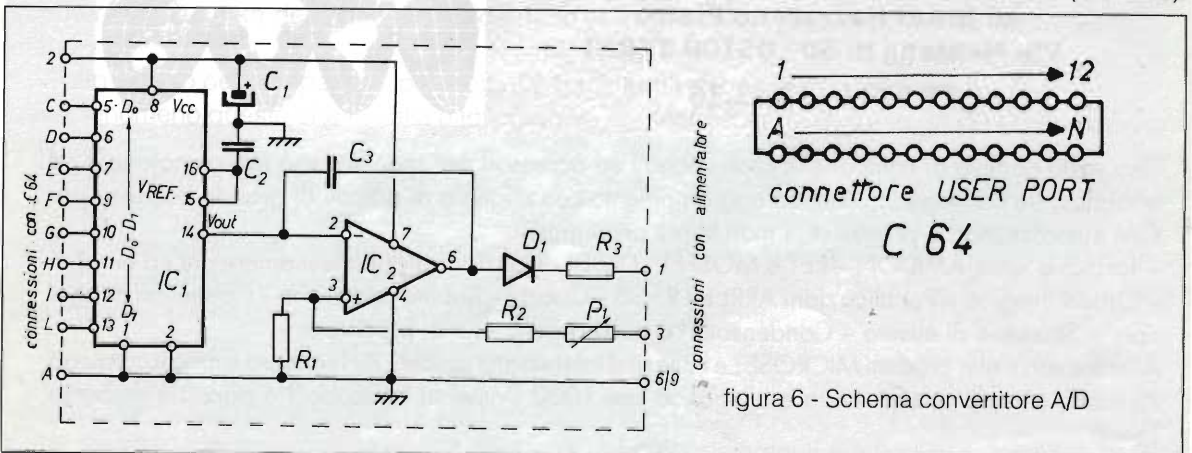 2
C
D
E
F
G
H
I
L
A
connessioni con C64
5 · D₀
6
7
9
10
11
12
13
D₀ - D₇
D₇
8 Vcc
VREF.
16
15
Vout
14
IC₁
1
2
C₁
+
C₂
C₃
2
3
+
IC₂
7
6
4
R₁
D₁
R₃
R₂
P₁
1
3
6/9
connessioni con alimentatore
1 12
A N
connettore USER PORT
C 64
figura 6 - Schema convertitore A/D